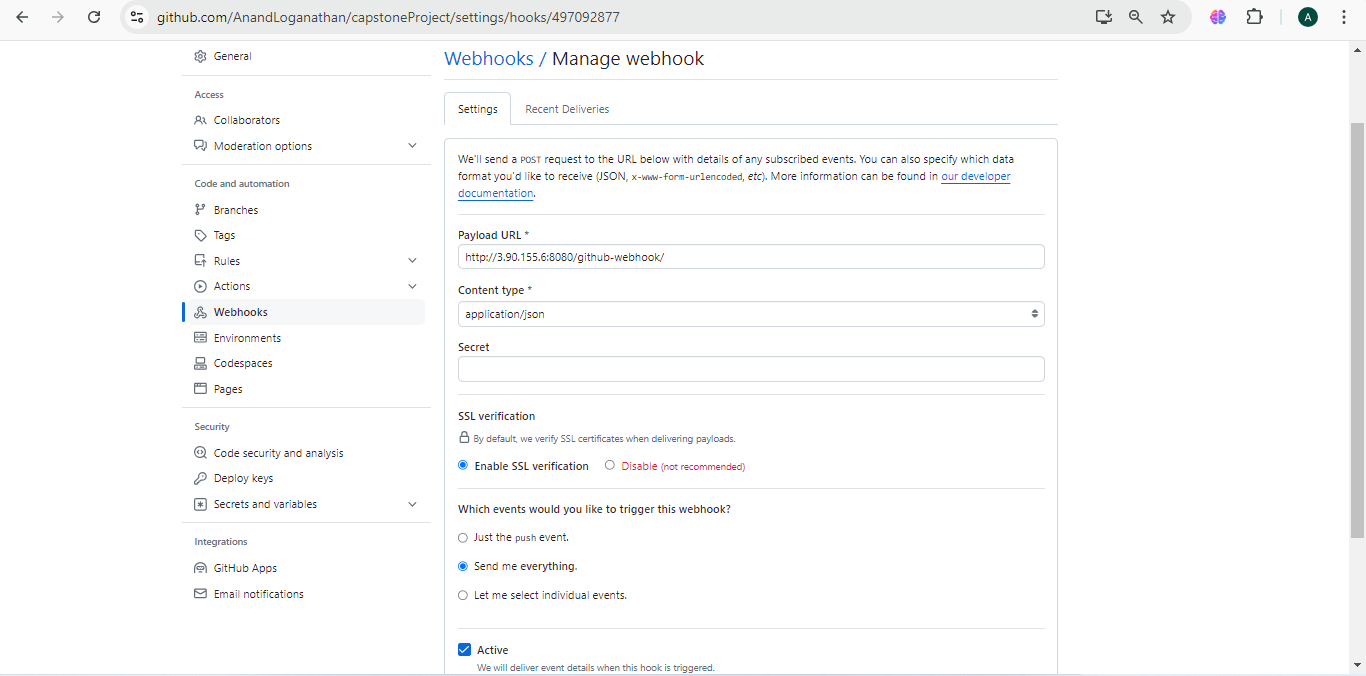 github.com/AnandLoganathan/capstoneProject/settings/hooks/497092877
A
General
Access
Collaborators
Moderation options
Code and automation
Branches
Tags
Rules
Actions
Webhooks
Environments
Codespaces
Pages
Security
Code security and analysis
Deploy keys
Secrets and variables
Integrations
GitHub Apps
Email notifications
Webhooks / Manage webhook
Settings
Recent Deliveries
We'll send a POST request to the URL below with details of any subscribed events. You can also specify which data
format you'd like to receive (JSON, x-www-form-urlencoded, etc). More information can be found in our developer
documentation.
Payload URL *
http://3.90.155.6:8080/github-webhook/
Content type *
application/json
Secret
SSL verification
By default, we verify SSL certificates when delivering payloads.
Enable SSL verification
Disable (not recommended)
Which events would you like to trigger this webhook?
Just the push event.
Send me everything.
Let me select individual events.
Active
We will deliver event details when this hook is triggered.